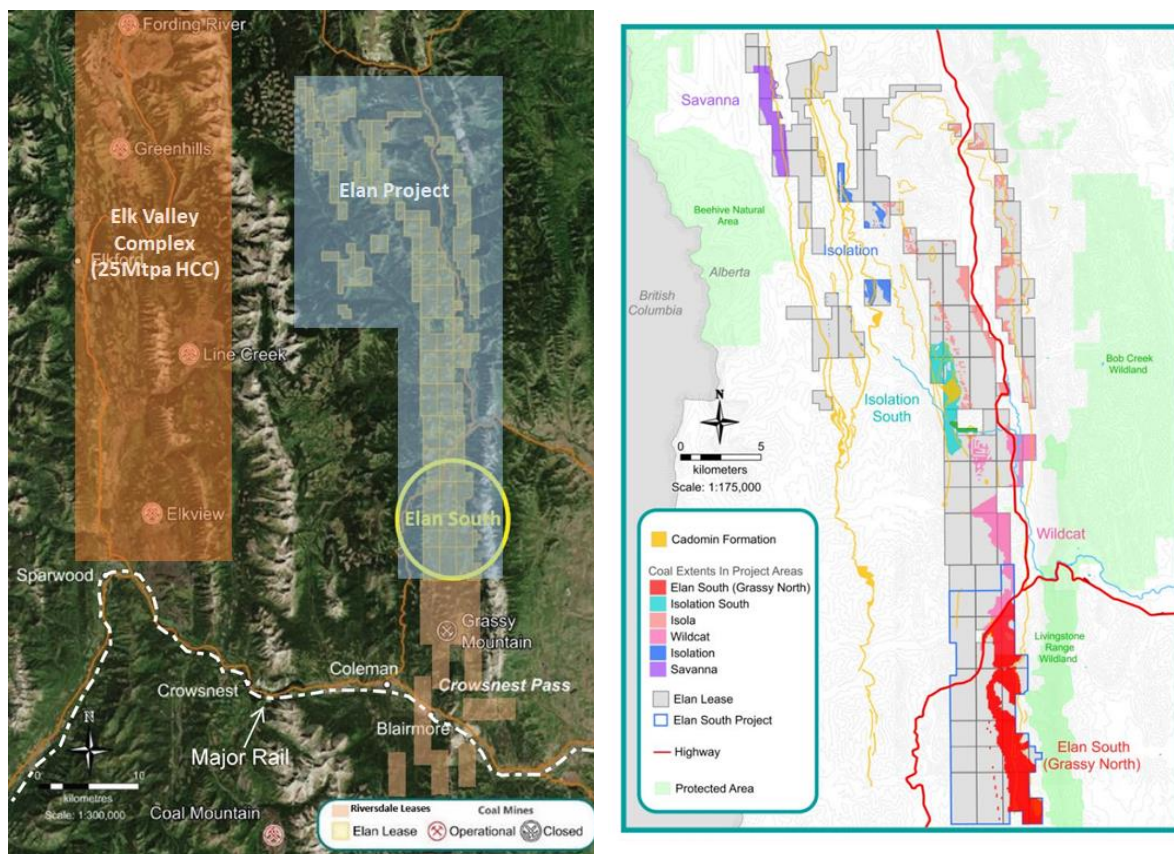 Fording River
Greenhills
Elk Valley
Complex
(25Mtpa HCC)
Elkford
Elan Project
Line Creek
Elkview
Elan South
Sparwood
Grassy
Mountain
Coleman
Crowsnest
Crowsnest Pass
Major Rail
Blairmore
N
0 10
kilometres
Scale: 1:300,000
Coal Mountain
Riversdale Leases
Coal Mines
Elan Lease
Operational
Closed
Savanna
Beehive Natural
Area
Isolation
Alberta
British
Columbia
Bob Creek
Wildland
Isolation
South
N
0 5
kilometers
Scale: 1:175,000
Wildcat
Livingstone
Range
Wildland
Elan South
(Grassy North)
Cadomin Formation
Coal Extents In Project Areas
Elan South (Grassy North)
Isolation South
Isola
Wildcat
Isolation
Savanna
Elan Lease
Elan South Project
Highway
Protected Area